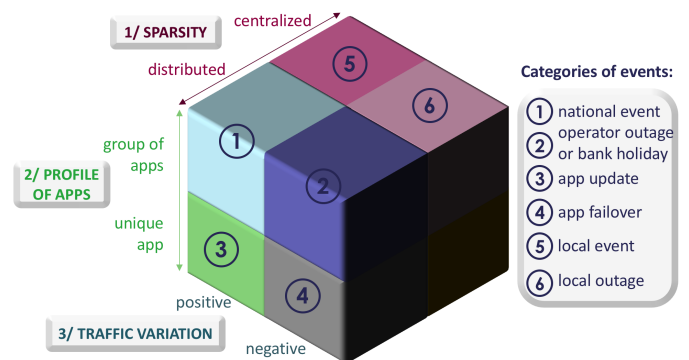 1/ SPARSITY
centralized
distributed
2/ PROFILE
OF APPS
group of
apps
unique
app
positive
negative
3/ TRAFFIC VARIATION
1
2
3
4
5
6
Categories of events:
1 national event
2 operator outage
or bank holiday
3 app update
4 app failover
5 local event
6 local outage